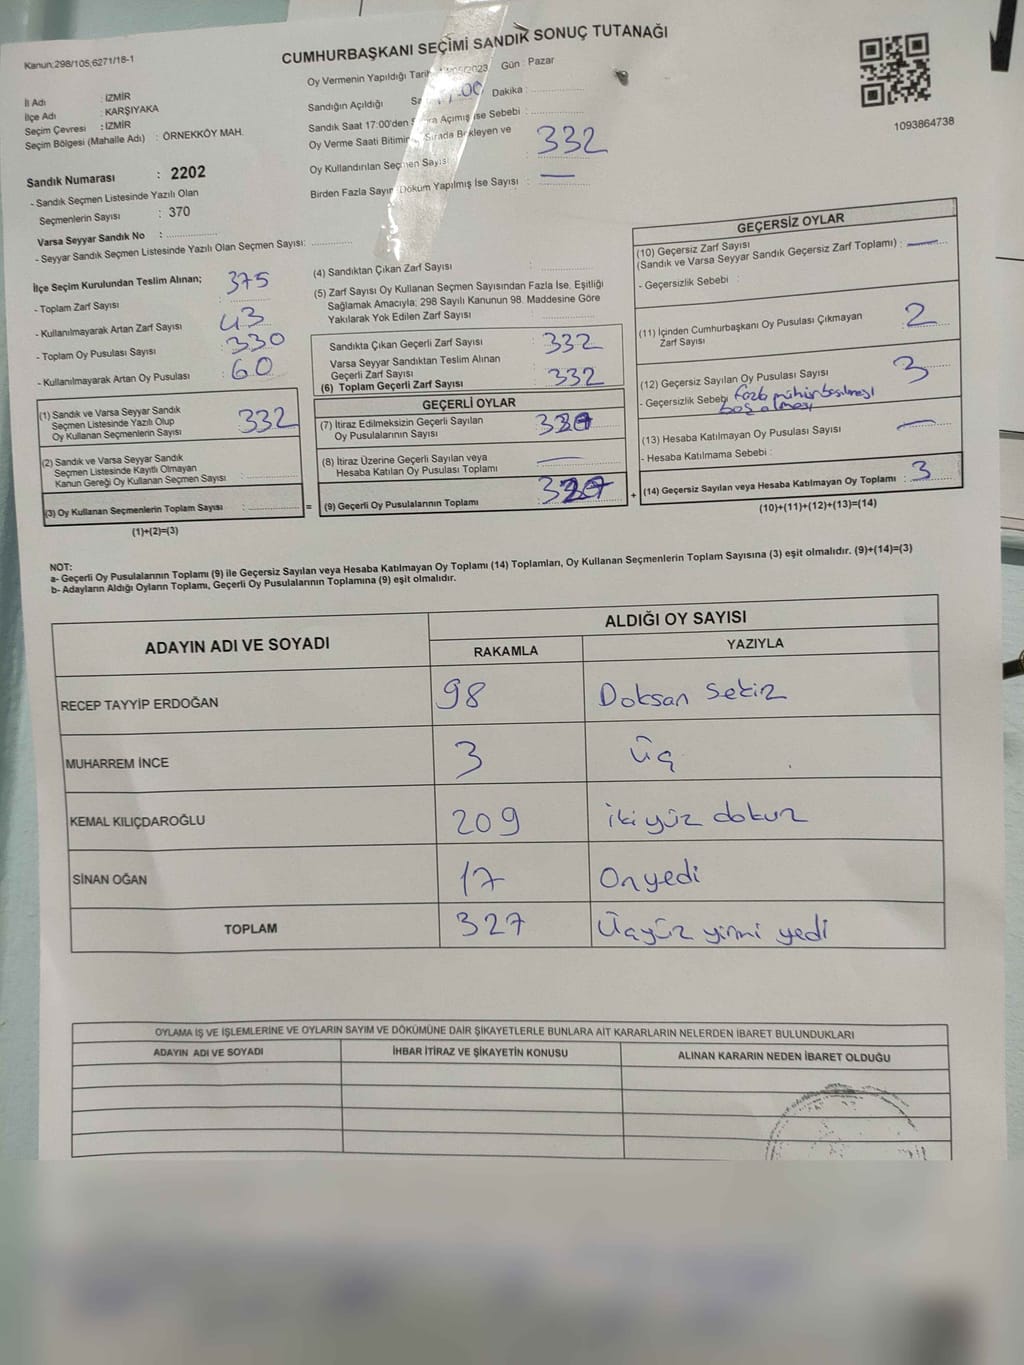 Kanun:298/105,6271/18-1
CUMHURBAŞKANI SEÇİMİ SANDIK SONUÇ TUTANAĞI
İl Adı : İZMİR
İlçe Adı : KARŞIYAKA
Seçim Çevresi : İZMİR
Seçim Bölgesi (Mahalle Adı) : ÖRNEKKÖY MAH.
Sandık Numarası : 2202
- Sandık Seçmen Listesinde Yazılı Olan
Seçmenlerin Sayısı : 370
Varsa Seyyar Sandık No :
- Seyyar Sandık Seçmen Listesinde Yazılı Olan Seçmen Sayısı:
Oy Vermenin Yapıldığı /2023 Gün : Pazar
Sandığın Açıldığı :00 Dakika :
Sandık Saat 17:00'den Açımış ise Sebebi :
Oy Verme Saati Bitiminde Sırada Bekleyen ve
Oy Kullandırılan Seçmen Sayısı 332
Birden Fazla Sayım Döküm Yapılmış İse Sayısı : —
1093864738
İlçe Seçim Kurulundan Teslim Alınan;
- Toplam Zarf Sayısı 375
- Kullanılmayarak Artan Zarf Sayısı 43
- Toplam Oy Pusulası Sayısı : 330
- Kullanılmayarak Artan Oy Pusulası : 60
(1) Sandık ve Varsa Seyyar Sandık
Seçmen Listesinde Yazılı Olup
Oy Kullanan Seçmenlerin Sayısı 332
(2) Sandık ve Varsa Seyyar Sandık
Seçmen Listesinde Kayıtlı Olmayan
Kanun Gereği Oy Kullanan Seçmen Sayısı :
(3) Oy Kullanan Seçmenlerin Toplam Sayısı : =
(1)+(2)=(3)
(4) Sandıktan Çıkan Zarf Sayısı :
(5) Zarf Sayısı Oy Kullanan Seçmen Sayısından Fazla İse, Eşitliği
Sağlamak Amacıyla; 298 Sayılı Kanunun 98. Maddesine Göre
Yakılarak Yok Edilen Zarf Sayısı :
Sandıkta Çıkan Geçerli Zarf Sayısı : 332
Varsa Seyyar Sandıktan Teslim Alınan
Geçerli Zarf Sayısı
(6) Toplam Geçerli Zarf Sayısı : 332
GEÇERLİ OYLAR
(7) İtiraz Edilmeksizin Geçerli Sayılan
Oy Pusulalarının Sayısı :
(8) İtiraz Üzerine Geçerli Sayılan veya
Hesaba Katılan Oy Pusulası Toplamı : —
(9) Geçerli Oy Pusulalarının Toplamı : 327 +
GEÇERSİZ OYLAR
(10) Geçersiz Zarf Sayısı
(Sandık ve Varsa Seyyar Sandık Geçersiz Zarf Toplamı) : —
- Geçersizlik Sebebi :
(11) İçinden Cumhurbaşkanı Oy Pusulası Çıkmayan
Zarf Sayısı : 2
(12) Geçersiz Sayılan Oy Pusulası Sayısı : 3
- Geçersizlik Sebebi fazla mühür basılması
boş olması
(13) Hesaba Katılmayan Oy Pusulası Sayısı : —
- Hesaba Katılmama Sebebi :
(14) Geçersiz Sayılan veya Hesaba Katılmayan Oy Toplamı : 3
(10)+(11)+(12)+(13)=(14)
NOT:
a- Geçerli Oy Pusulalarının Toplamı (9) ile Geçersiz Sayılan veya Hesaba Katılmayan Oy Toplamı (14) Toplamları, Oy Kullanan Seçmenlerin Toplam Sayısına (3) eşit olmalıdır. (9)+(14)=(3)
b- Adayların Aldığı Oyların Toplamı, Geçerli Oy Pusulalarının Toplamına (9) eşit olmalıdır.
ADAYIN ADI VE SOYADI ALDIĞI OY SAYISI
RAKAMLA YAZIYLA
RECEP TAYYİP ERDOĞAN 98 Doksan sekiz
MUHARREM İNCE 3 üç
KEMAL KILIÇDAROĞLU 209 iki yüz dokuz
SİNAN OĞAN 17 Onyedi
TOPLAM 327 Üçyüz yirmi yedi
OYLAMA İŞ VE İŞLEMLERİNE VE OYLARIN SAYIM VE DÖKÜMÜNE DAİR ŞİKAYETLERLE BUNLARA AİT KARARLARIN NELERDEN İBARET BULUNDUKLARI
ADAYIN ADI VE SOYADI İHBAR İTİRAZ VE ŞİKAYETİN KONUSU ALINAN KARARIN NEDEN İBARET OLDUĞU